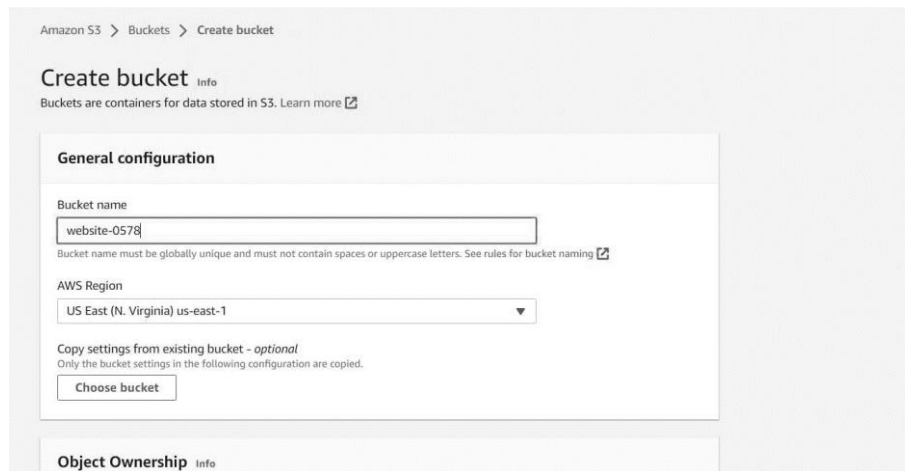 Amazon S3 > Buckets > Create bucket
Create bucket Info
Buckets are containers for data stored in S3. Learn more
General configuration
Bucket name
website-0578
Bucket name must be globally unique and must not contain spaces or uppercase letters. See rules for bucket naming
AWS Region
US East (N. Virginia) us-east-1
Copy settings from existing bucket - optional
Only the bucket settings in the following configuration are copied.
Choose bucket
Object Ownership Info